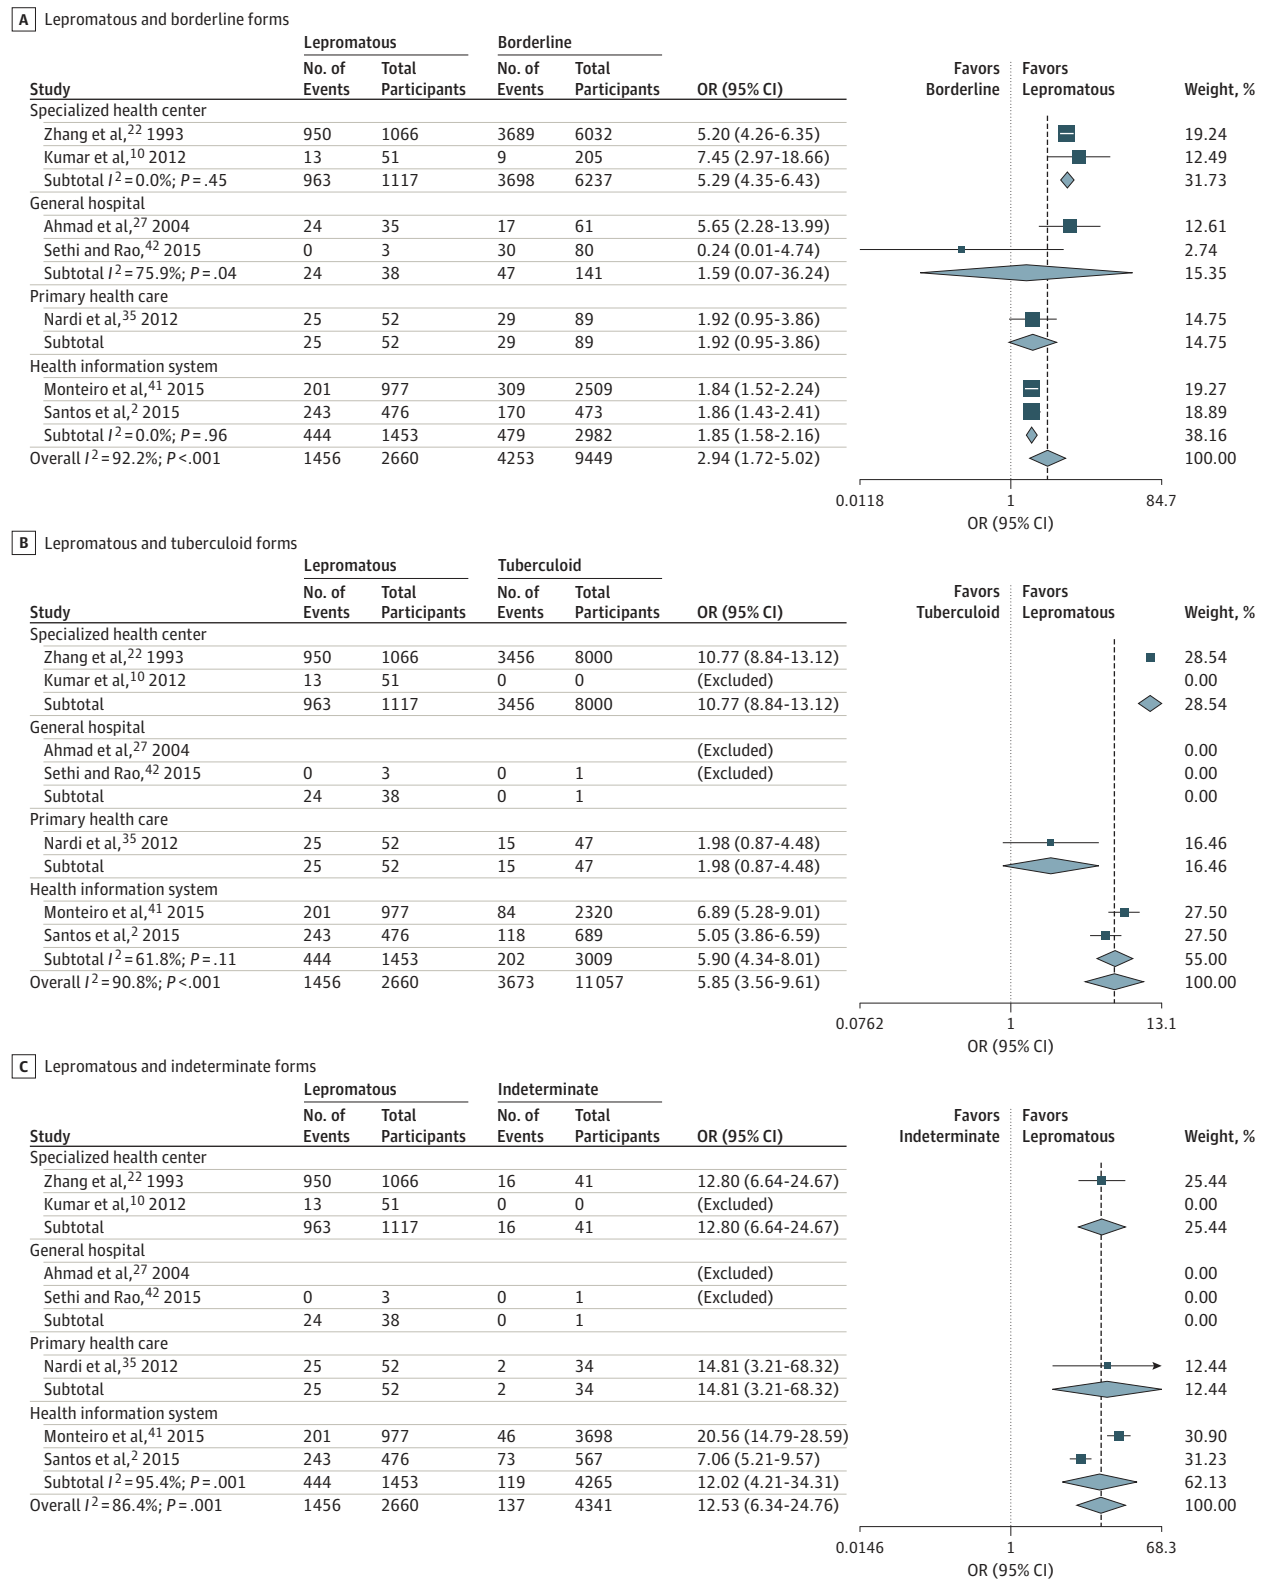 A Lepromatous and borderline forms
Lepromatous Borderline
No. of Total No. of Total Favors Favors
Study Events Participants Events Participants OR (95% CI) Borderline Lepromatous Weight, %
Specialized health center
Zhang et al,22 1993 950 1066 3689 6032 5.20 (4.26-6.35) 19.24
Kumar et al,10 2012 13 51 9 205 7.45 (2.97-18.66) 12.49
Subtotal I2 = 0.0%; P = .45 963 1117 3698 6237 5.29 (4.35-6.43) 31.73
General hospital
Ahmad et al,27 2004 24 35 17 61 5.65 (2.28-13.99) 12.61
Sethi and Rao,42 2015 0 3 30 80 0.24 (0.01-4.74) 2.74
Subtotal I2 = 75.9%; P = .04 24 38 47 141 1.59 (0.07-36.24) 15.35
Primary health care
Nardi et al,35 2012 25 52 29 89 1.92 (0.95-3.86) 14.75
Subtotal 25 52 29 89 1.92 (0.95-3.86) 14.75
Health information system
Monteiro et al,41 2015 201 977 309 2509 1.84 (1.52-2.24) 19.27
Santos et al,2 2015 243 476 170 473 1.86 (1.43-2.41) 18.89
Subtotal I2 = 0.0%; P = .96 444 1453 479 2982 1.85 (1.58-2.16) 38.16
Overall I2 = 92.2%; P <.001 1456 2660 4253 9449 2.94 (1.72-5.02) 100.00
0.0118 1 84.7
OR (95% CI)
B Lepromatous and tuberculoid forms
Lepromatous Tuberculoid
No. of Total No. of Total Favors Favors
Study Events Participants Events Participants OR (95% CI) Tuberculoid Lepromatous Weight, %
Specialized health center
Zhang et al,22 1993 950 1066 3456 8000 10.77 (8.84-13.12) 28.54
Kumar et al,10 2012 13 51 0 0 (Excluded) 0.00
Subtotal 963 1117 3456 8000 10.77 (8.84-13.12) 28.54
General hospital
Ahmad et al,27 2004 (Excluded) 0.00
Sethi and Rao,42 2015 0 3 0 1 (Excluded) 0.00
Subtotal 24 38 0 1 0.00
Primary health care
Nardi et al,35 2012 25 52 15 47 1.98 (0.87-4.48) 16.46
Subtotal 25 52 15 47 1.98 (0.87-4.48) 16.46
Health information system
Monteiro et al,41 2015 201 977 84 2320 6.89 (5.28-9.01) 27.50
Santos et al,2 2015 243 476 118 689 5.05 (3.86-6.59) 27.50
Subtotal I2 = 61.8%; P = .11 444 1453 202 3009 5.90 (4.34-8.01) 55.00
Overall I2 = 90.8%; P <.001 1456 2660 3673 11057 5.85 (3.56-9.61) 100.00
0.0762 1 13.1
OR (95% CI)
C Lepromatous and indeterminate forms
Lepromatous Indeterminate
No. of Total No. of Total Favors Favors
Study Events Participants Events Participants OR (95% CI) Indeterminate Lepromatous Weight, %
Specialized health center
Zhang et al,22 1993 950 1066 16 41 12.80 (6.64-24.67) 25.44
Kumar et al,10 2012 13 51 0 0 (Excluded) 0.00
Subtotal 963 1117 16 41 12.80 (6.64-24.67) 25.44
General hospital
Ahmad et al,27 2004 (Excluded) 0.00
Sethi and Rao,42 2015 0 3 0 1 (Excluded) 0.00
Subtotal 24 38 0 1 0.00
Primary health care
Nardi et al,35 2012 25 52 2 34 14.81 (3.21-68.32) 12.44
Subtotal 25 52 2 34 14.81 (3.21-68.32) 12.44
Health information system
Monteiro et al,41 2015 201 977 46 3698 20.56 (14.79-28.59) 30.90
Santos et al,2 2015 243 476 73 567 7.06 (5.21-9.57) 31.23
Subtotal I2 = 95.4%; P = .001 444 1453 119 4265 12.02 (4.21-34.31) 62.13
Overall I2 = 86.4%; P = .001 1456 2660 137 4341 12.53 (6.34-24.76) 100.00
0.0146 1 68.3
OR (95% CI)